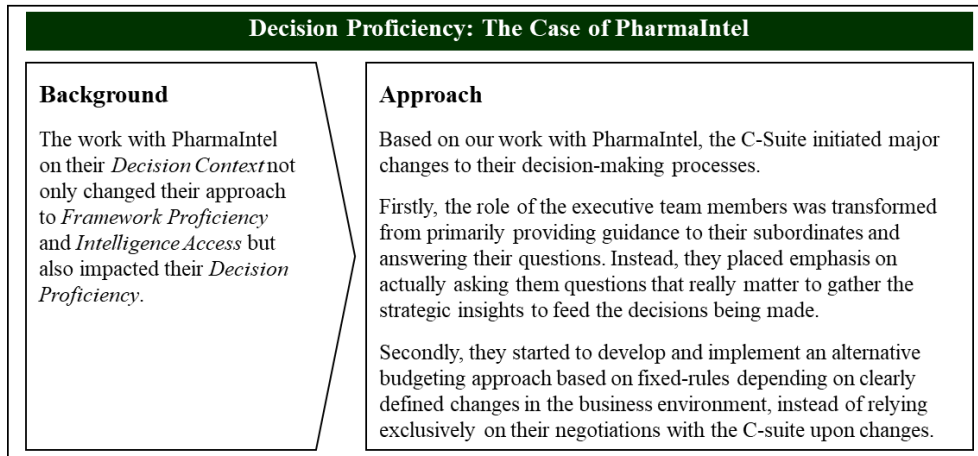 Decision Proficiency: The Case of PharmaIntel
Background
The work with PharmaIntel
on their Decision Context not
only changed their approach
to Framework Proficiency
and Intelligence Access but
also impacted their Decision
Proficiency.
Approach
Based on our work with PharmaIntel, the C-Suite initiated major
changes to their decision-making processes.
Firstly, the role of the executive team members was transformed
from primarily providing guidance to their subordinates and
answering their questions. Instead, they placed emphasis on
actually asking them questions that really matter to gather the
strategic insights to feed the decisions being made.
Secondly, they started to develop and implement an alternative
budgeting approach based on fixed-rules depending on clearly
defined changes in the business environment, instead of relying
exclusively on their negotiations with the C-suite upon changes.